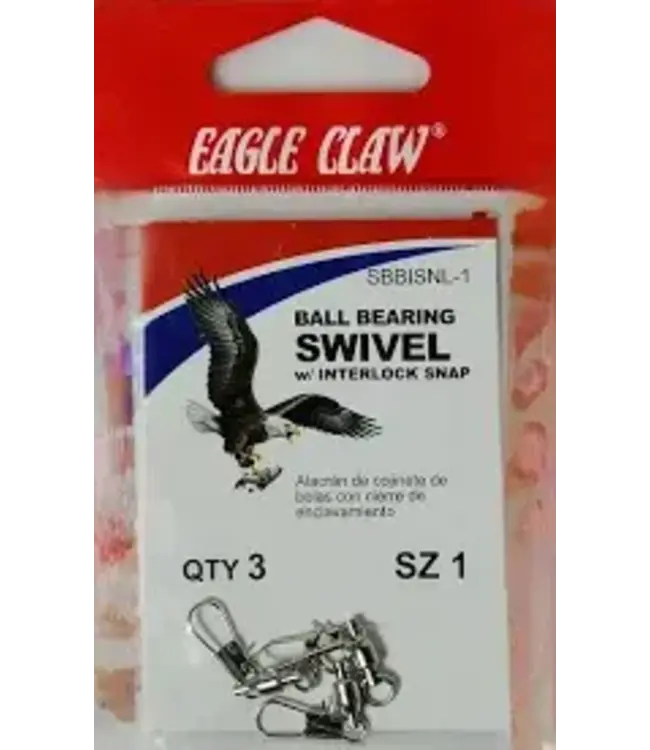 EAGLE CLAW®
SBBISNL-1
BALL BEARING
SWIVEL
w/ INTERLOCK SNAP
de cojinete de
bolas con cierre de
enclavamiento
QTY 3
SZ 1